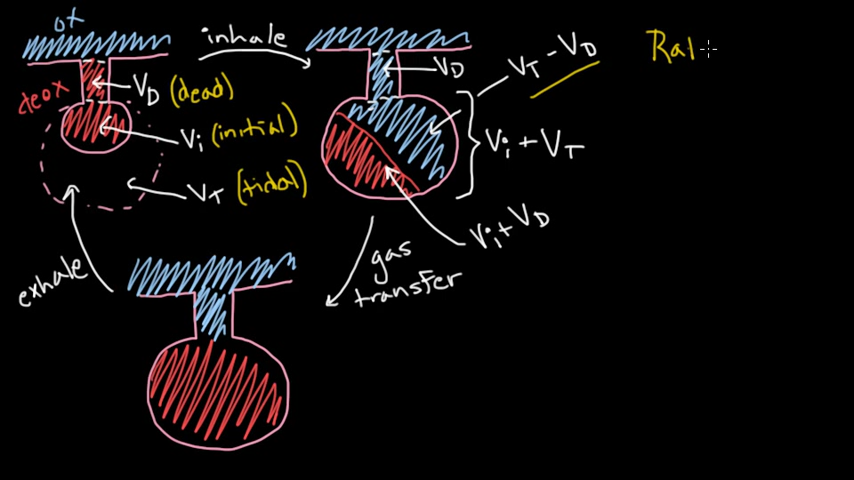 ox
inhale
deox
V_D (dead)
V_i (initial)
V_T (tidal)
V_D
V_T - V_D
V_i + V_T
V_i + V_D
gas
transfer
exhale
Rat